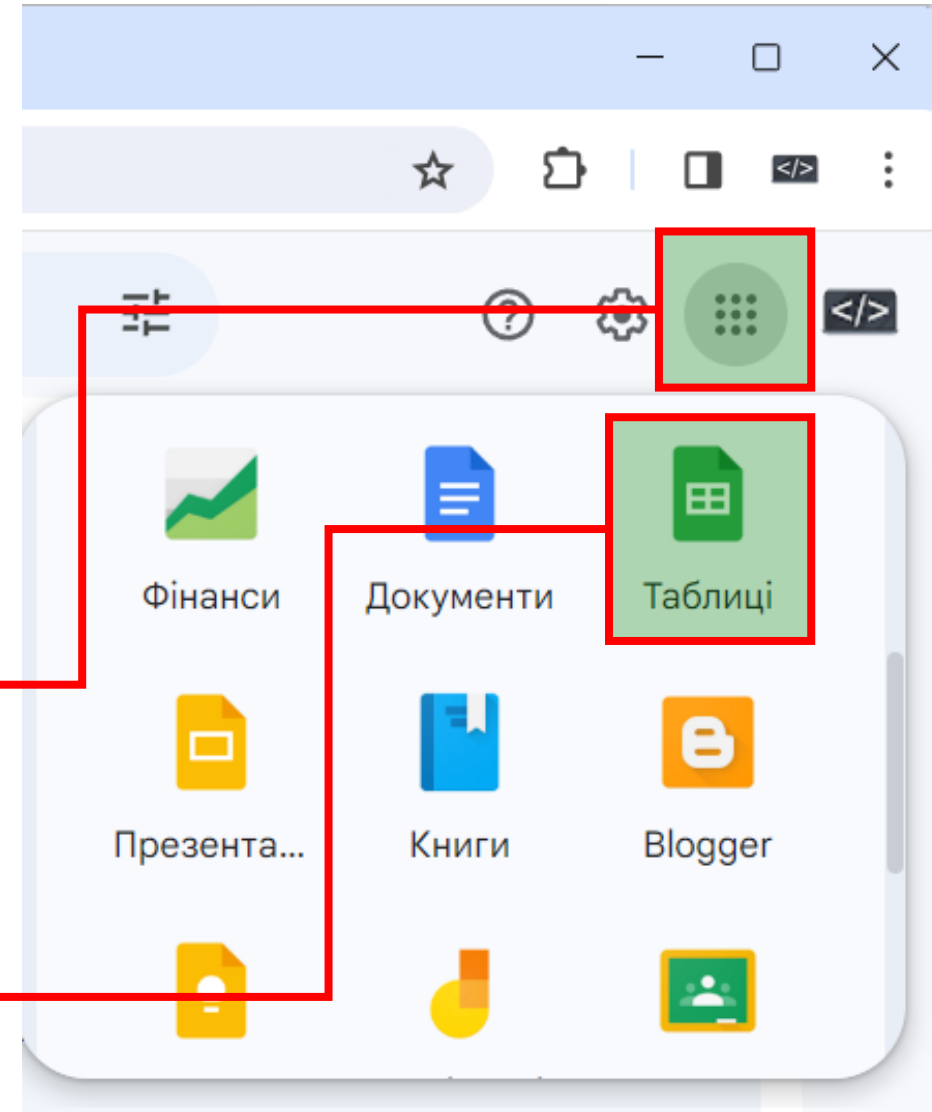 </>
</>
Фінанси
Документи
Таблиці
Презента...
Книги
Blogger